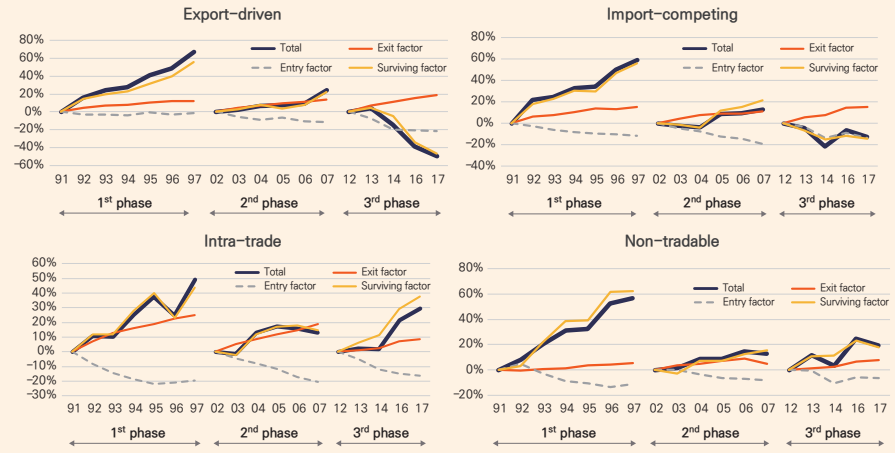 Export-driven
80%
60%
40%
20%
0%
-20%
-40%
-60%
Total
Exit factor
Entry factor
Surviving factor
91 92 93 94 95 96 97 02 03 04 05 06 07 12 13 14 16 17
1st phase 2nd phase 3rd phase
Import-competing
80%
60%
40%
20%
0%
-20%
-40%
Total
Exit factor
Entry factor
Surviving factor
91 92 93 94 95 96 97 02 03 04 05 06 07 12 13 14 16 17
1st phase 2nd phase 3rd phase
Intra-trade
60%
50%
40%
30%
20%
10%
0%
-10%
-20%
-30%
Total
Exit factor
Entry factor
Surviving factor
91 92 93 94 95 96 97 02 03 04 05 06 07 12 13 14 16 17
1st phase 2nd phase 3rd phase
Non-tradable
80%
60%
40%
20%
0%
-20%
Total
Exit factor
Entry factor
Surviving factor
91 92 93 94 95 96 97 02 03 04 05 06 07 12 13 14 16 17
1st phase 2nd phase 3rd phase